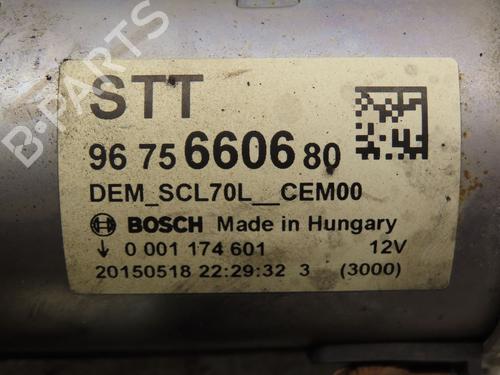 STT
96 75 6606 80
DEM_SCL70L__CEM00
BOSCH Made in Hungary
↓ 0 001 174 601 12V
20150518 22:29:32 3 (3000)
B-PARTS